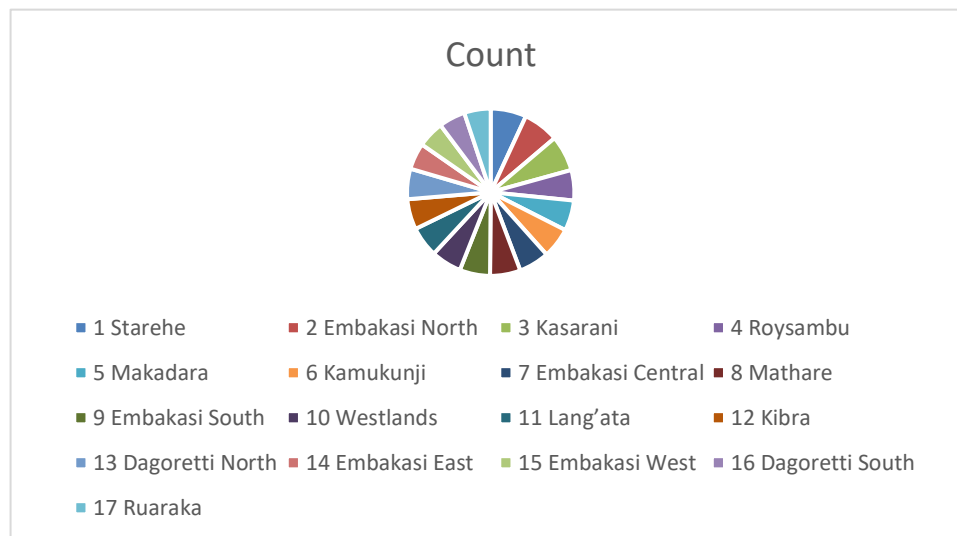 Count
1 Starehe 2 Embakasi North 3 Kasarani 4 Roysambu
5 Makadara 6 Kamukunji 7 Embakasi Central 8 Mathare
9 Embakasi South 10 Westlands 11 Lang’ata 12 Kibra
13 Dagoretti North 14 Embakasi East 15 Embakasi West 16 Dagoretti South
17 Ruaraka